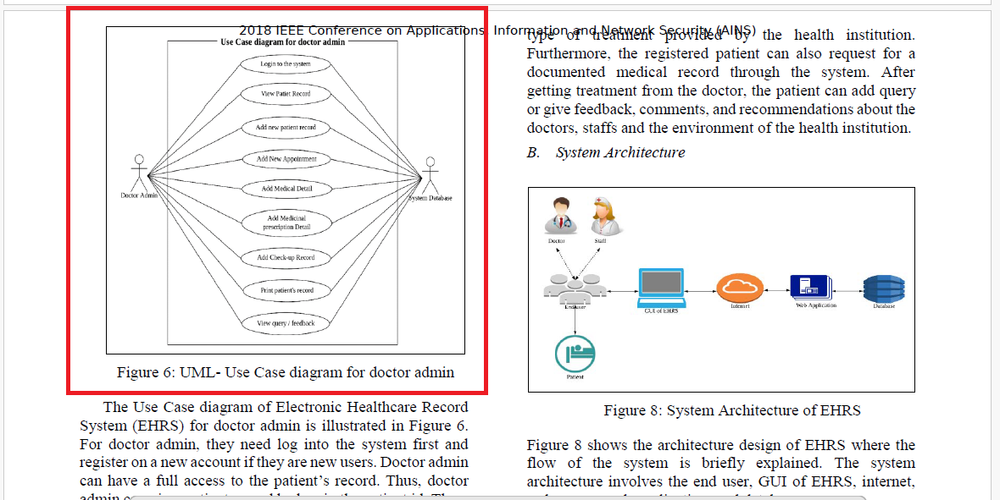 2018 IEEE Conference on Applications, Information and Network Security (AINS)
Use Case diagram for doctor admin
Login to the system
View Patiet Record
Add new patient record
Add New Appointment
Add Medical Detail
Add Medicinal
prescription Detail
Add Check-up Record
Print patient's record
View query / feedback
Doctor Admin
System Database
Figure 6: UML- Use Case diagram for doctor admin
The Use Case diagram of Electronic Healthcare Record
System (EHRS) for doctor admin is illustrated in Figure 6.
For doctor admin, they need log into the system first and
register on a new account if they are new users. Doctor admin
can have a full access to the patient's record. Thus, doctor
admin
type of treatment provided by the health institution.
Furthermore, the registered patient can also request for a
documented medical record through the system. After
getting treatment from the doctor, the patient can add query
or give feedback, comments, and recommendations about the
doctors, staffs and the environment of the health institution.
B. System Architecture
Doctor
Staff
End user
GUI of EHRS
Internet
Web Application
Database
Patient
Figure 8: System Architecture of EHRS
Figure 8 shows the architecture design of EHRS where the
flow of the system is briefly explained. The system
architecture involves the end user, GUI of EHRS, internet,